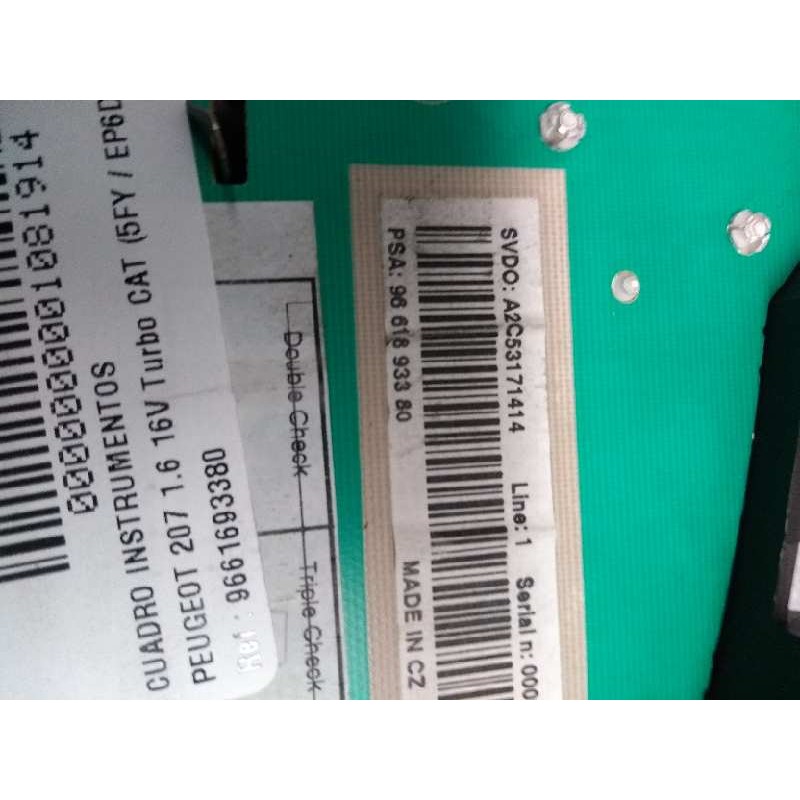 0000000001081914
CUADRO INSTRUMENTOS
PEUGEOT 207 1.6 16V Turbo CAT (5FY / EP6D
Ref : 9661693380
Double Check
Triple Check
SVDO: A2C53171414 Line: 1 Serial n: 000
PSA: 96 618 933 80 MADE IN CZ